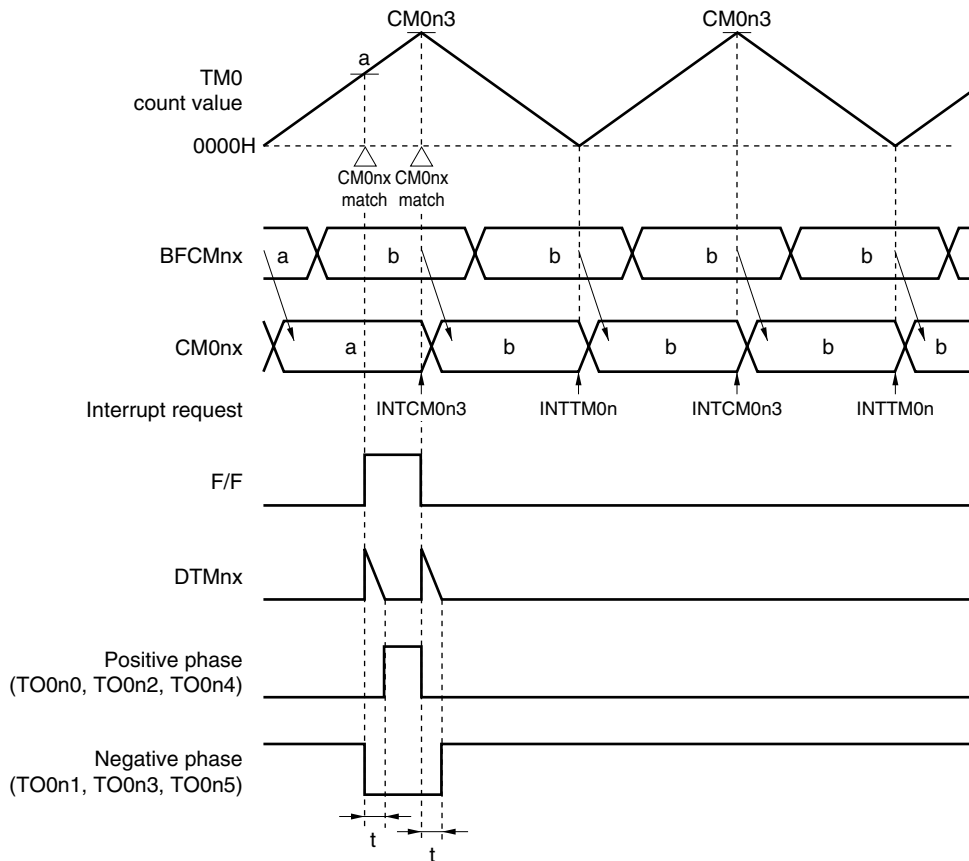 CM0n3 CM0n3
a
TM0
count value
0000H
CM0nx CM0nx
match match
BFCMnx a b b b b
CM0nx a b b b b
Interrupt request INTCM0n3 INTTM0n INTCM0n3 INTTM0n
F/F
DTMnx
Positive phase
(TO0n0, TO0n2, TO0n4)
Negative phase
(TO0n1, TO0n3, TO0n5)
t
t